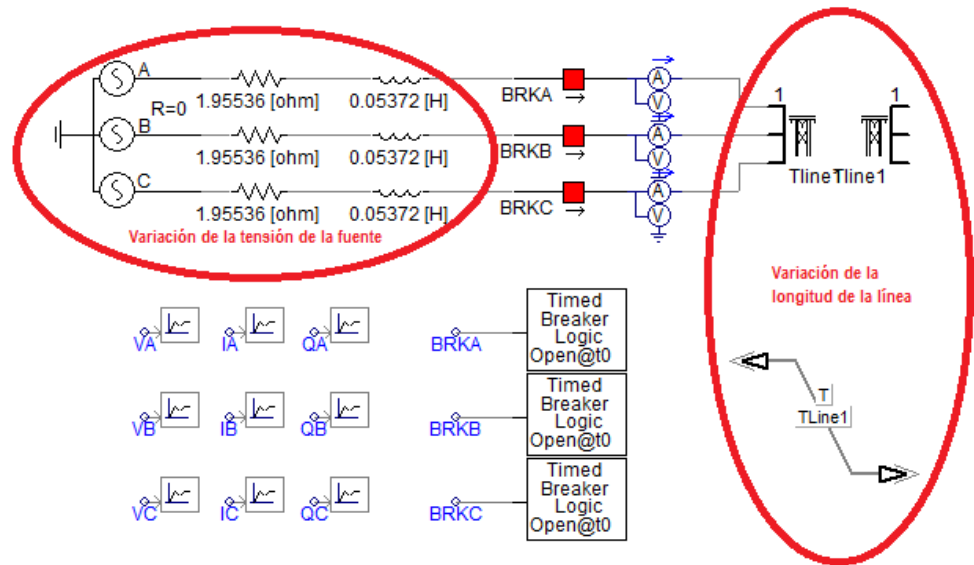 A
1.95536 [ohm]
0.05372 [H]
BRKA
A
V
R=0
B
1.95536 [ohm]
0.05372 [H]
BRKB
A
V
C
1.95536 [ohm]
0.05372 [H]
BRKC
A
V
Variación de la tensión de la fuente
1
1
Tline1
Tline1
Variación de la
longitud de la línea
T
TLine1
VA
IA
QA
BRKA
Timed
Breaker
Logic
Open@t0
VB
IB
QB
BRKB
Timed
Breaker
Logic
Open@t0
VC
IC
QC
BRKC
Timed
Breaker
Logic
Open@t0